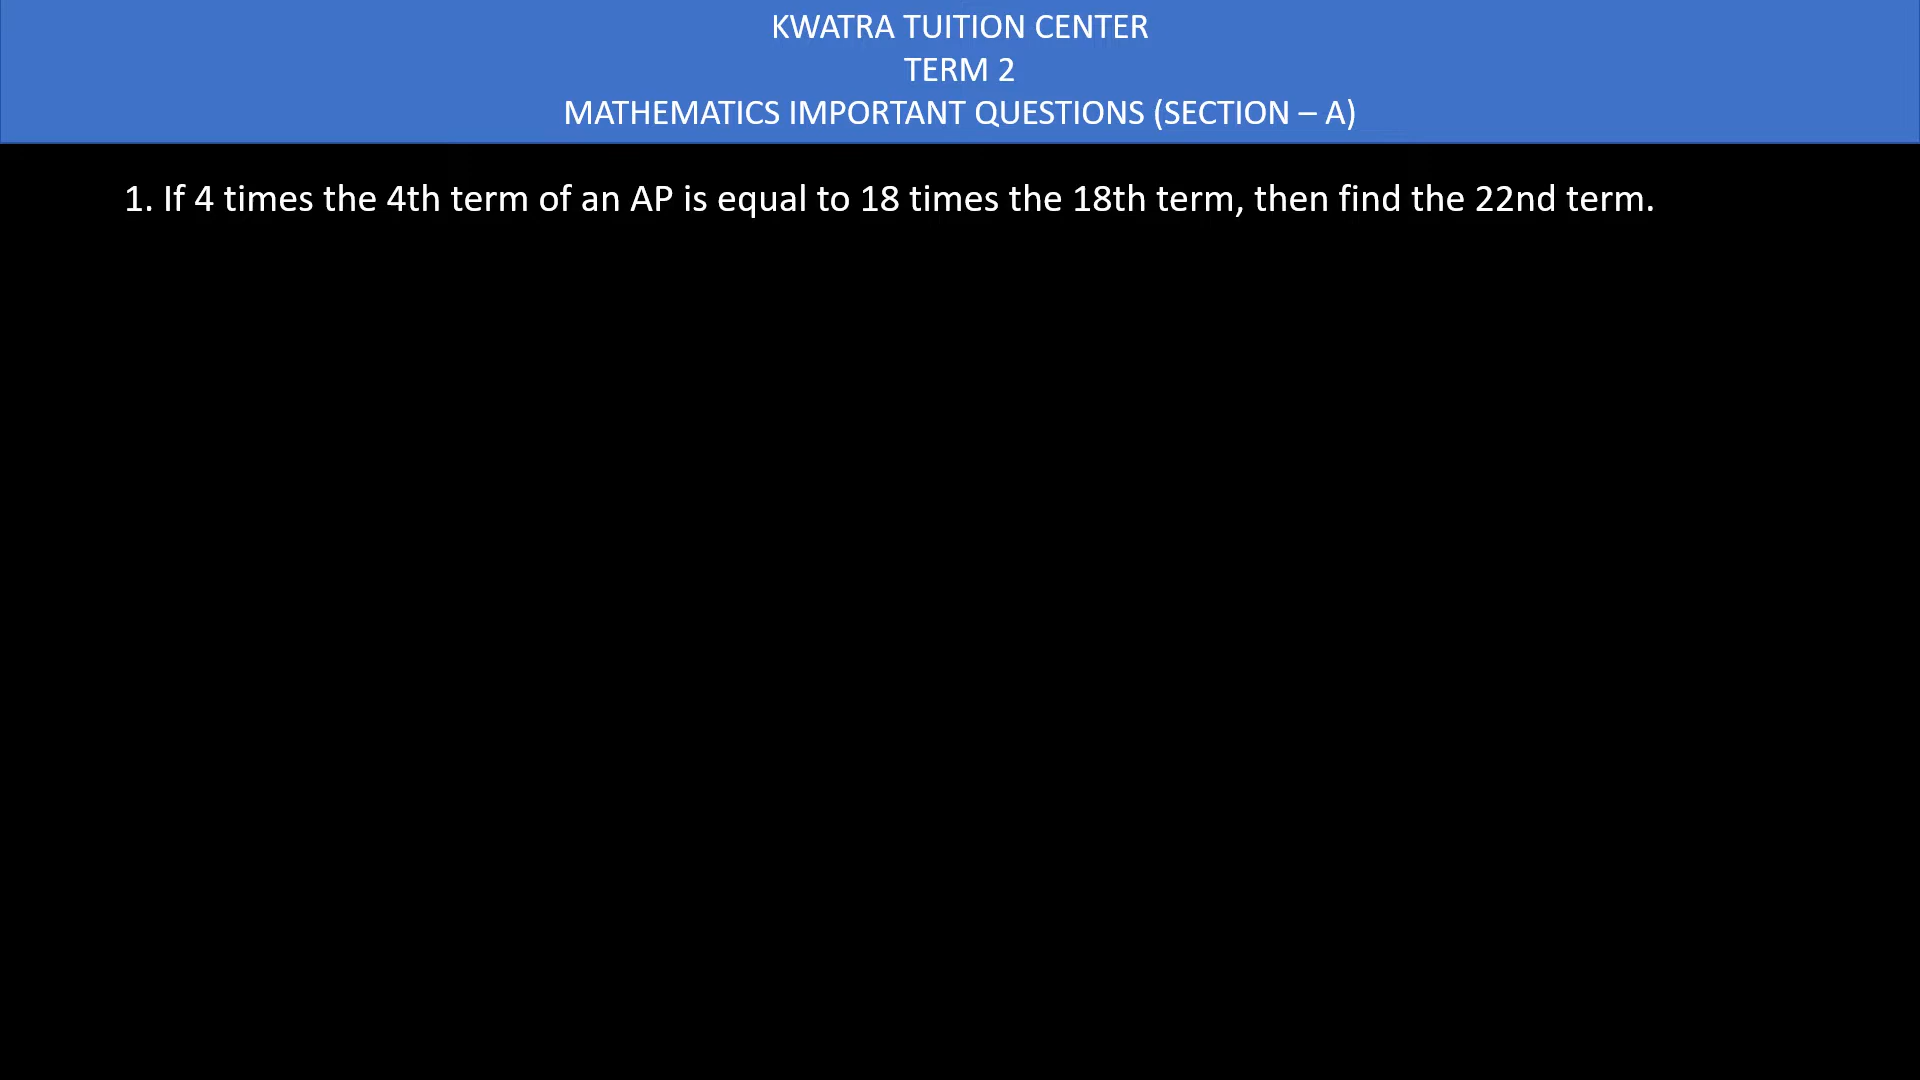 KWATRA TUITION CENTER
TERM 2
MATHEMATICS IMPORTANT QUESTIONS (SECTION – A)
1. If 4 times the 4th term of an AP is equal to 18 times the 18th term, then find the 22nd term.